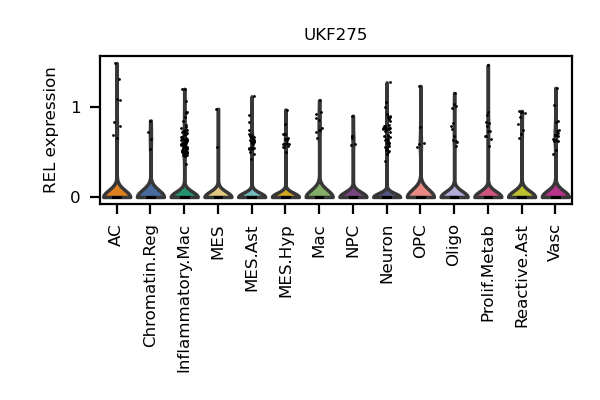 UKF275
REL expression
1
0
AC
Chromatin.Reg
Inflammatory.Mac
MES
MES.Ast
MES.Hyp
Mac
NPC
Neuron
OPC
Oligo
Prolif.Metab
Reactive.Ast
Vasc